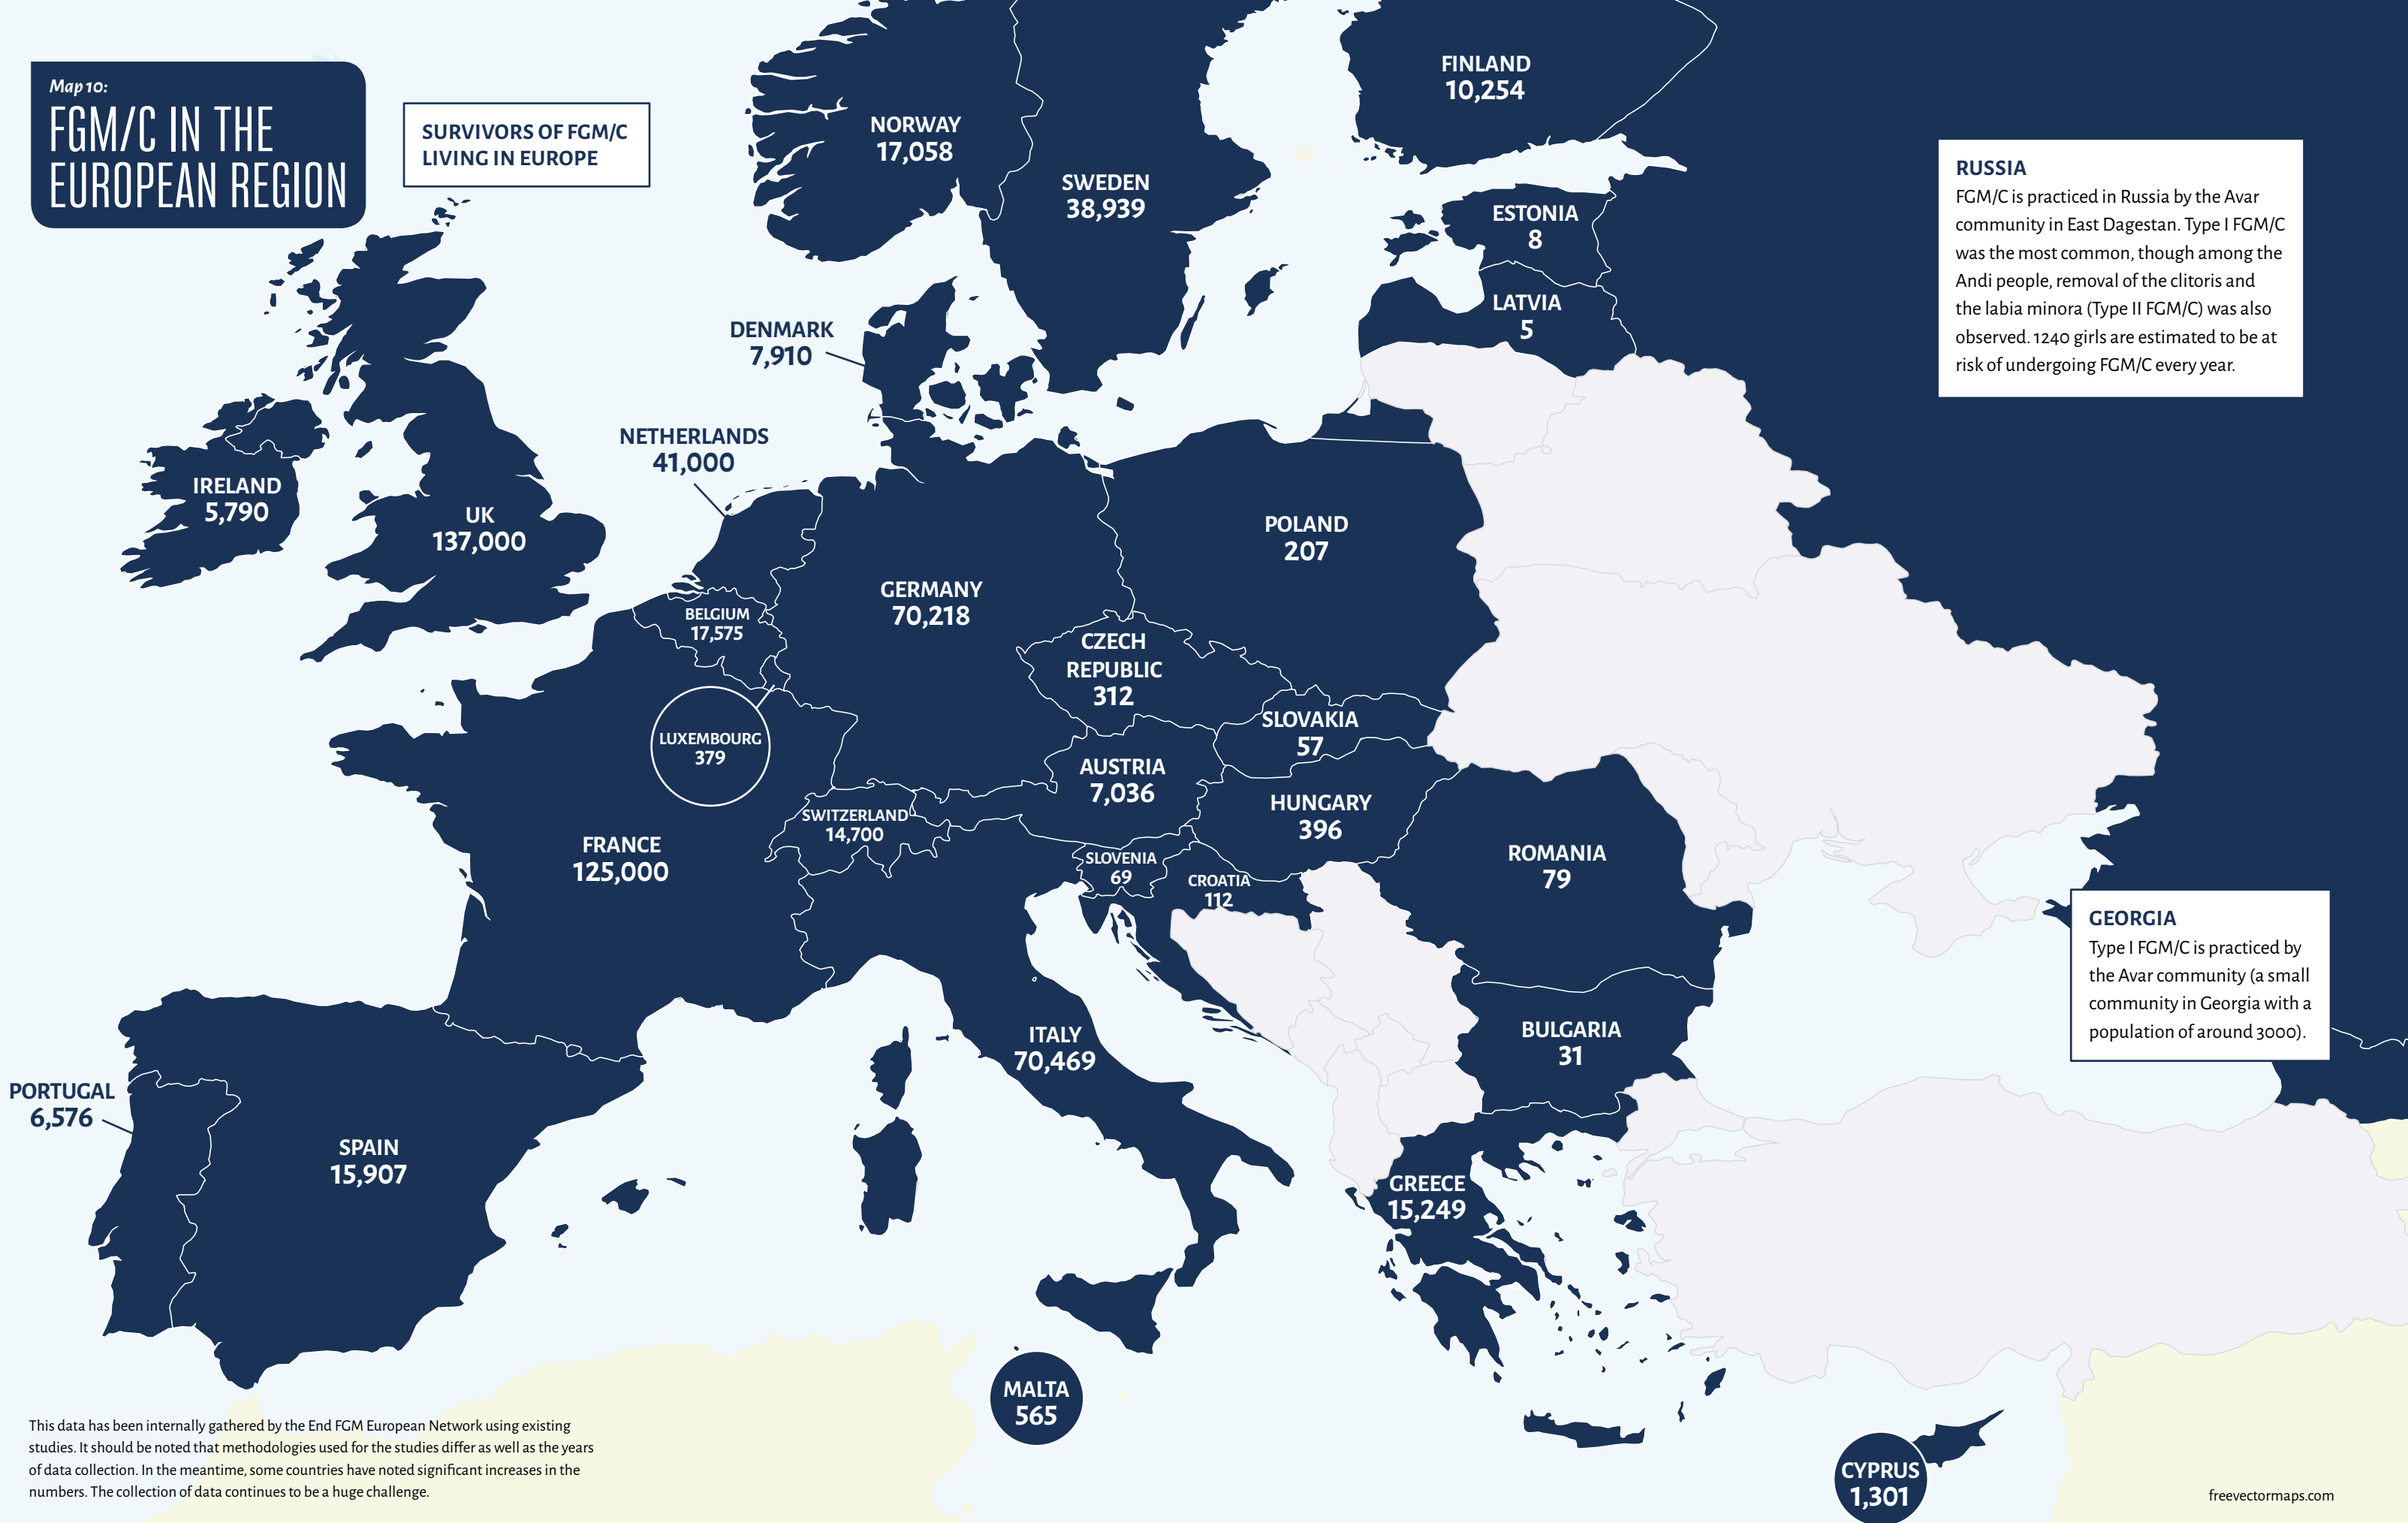 Map 10:
FGM/C IN THE
EUROPEAN REGION
SURVIVORS OF FGM/C
LIVING IN EUROPE
FINLAND
10,254
NORWAY
17,058
SWEDEN
38,939
RUSSIA
FGM/C is practiced in Russia by the Avar
community in East Dagestan. Type I FGM/C
was the most common, though among the
Andi people, removal of the clitoris and
the labia minora (Type II FGM/C) was also
observed. 1240 girls are estimated to be at
risk of undergoing FGM/C every year.
ESTONIA
8
LATVIA
5
DENMARK
7,910
NETHERLANDS
41,000
IRELAND
5,790
UK
137,000
POLAND
207
GERMANY
70,218
BELGIUM
17,575
CZECH
REPUBLIC
312
LUXEMBOURG
379
SLOVAKIA
57
AUSTRIA
7,036
HUNGARY
396
SWITZERLAND
14,700
FRANCE
125,000
SLOVENIA
69
CROATIA
112
ROMANIA
79
GEORGIA
Type I FGM/C is practiced by
the Avar community (a small
community in Georgia with a
population of around 3000).
BULGARIA
31
ITALY
70,469
PORTUGAL
6,576
SPAIN
15,907
GREECE
15,249
MALTA
565
CYPRUS
1,301
This data has been internally gathered by the End FGM European Network using existing
studies. It should be noted that methodologies used for the studies differ as well as the years
of data collection. In the meantime, some countries have noted significant increases in the
numbers. The collection of data continues to be a huge challenge.
freevectormaps.com